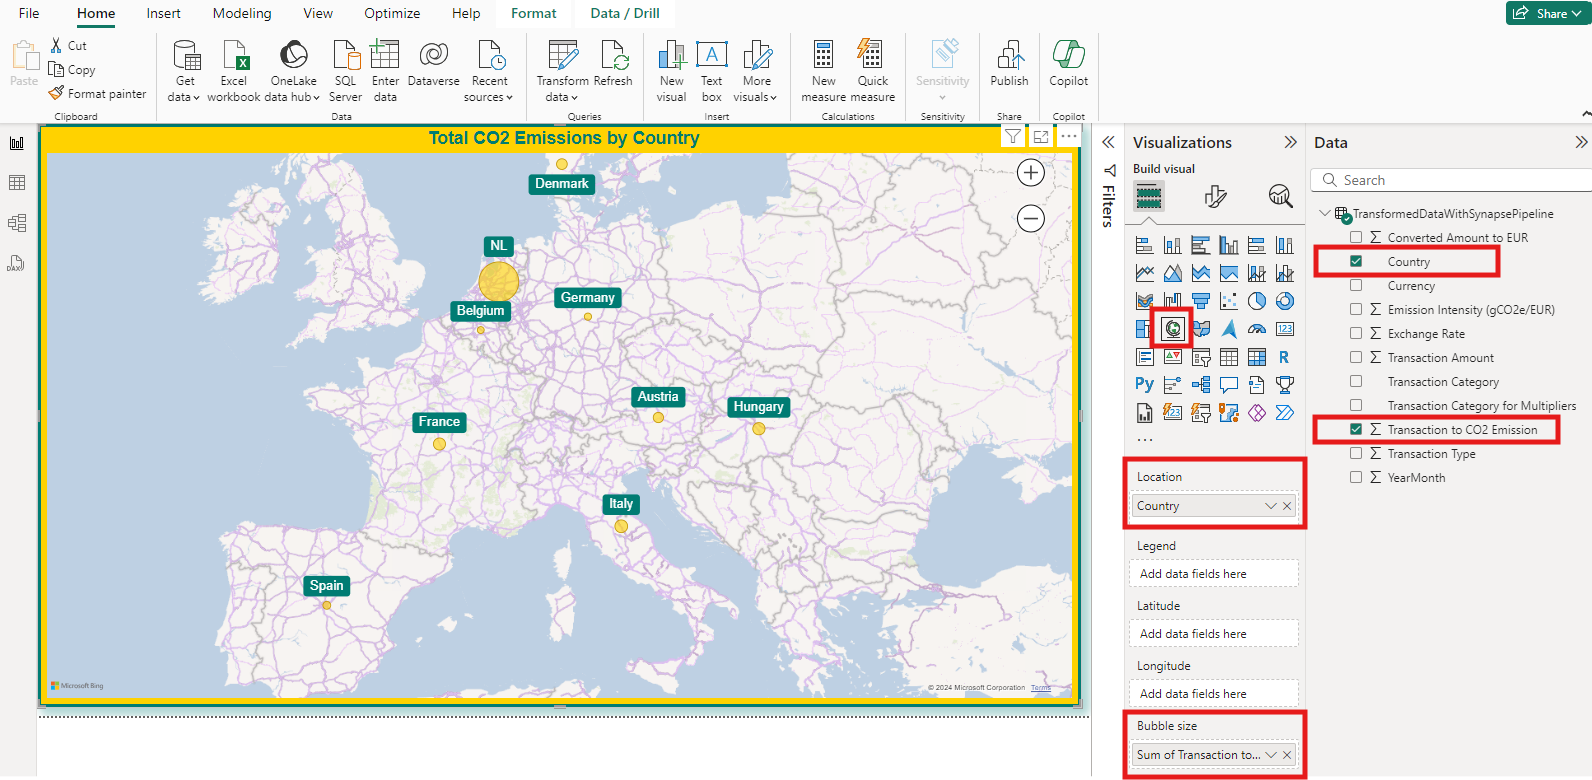 File Home Insert Modeling View Optimize Help Format Data / Drill Share
Paste
Cut
Copy
Format painter
Clipboard
Get data
Excel workbook
OneLake data hub
SQL Server
Enter data
Dataverse
Recent sources
Data
Transform data
Refresh
Queries
New visual
A
Text box
More visuals
Insert
New measure
Quick measure
Calculations
Sensitivity
Sensitivity
Publish
Share
Copilot
Copilot
DAX
Total CO2 Emissions by Country
Denmark
NL
Belgium
Germany
Austria
Hungary
France
Italy
Spain
Microsoft Bing
© 2024 Microsoft Corporation Terms
Filters
Visualizations
Build visual
123
R
Py
123
Location
Country
Legend
Add data fields here
Latitude
Add data fields here
Longitude
Add data fields here
Bubble size
Sum of Transaction to...
Data
Search
TransformedDataWithSynapsePipeline
Σ Converted Amount to EUR
Country
Currency
Σ Emission Intensity (gCO2e/EUR)
Σ Exchange Rate
Σ Transaction Amount
Transaction Category
Transaction Category for Multipliers
Σ Transaction to CO2 Emission
Σ Transaction Type
Σ YearMonth